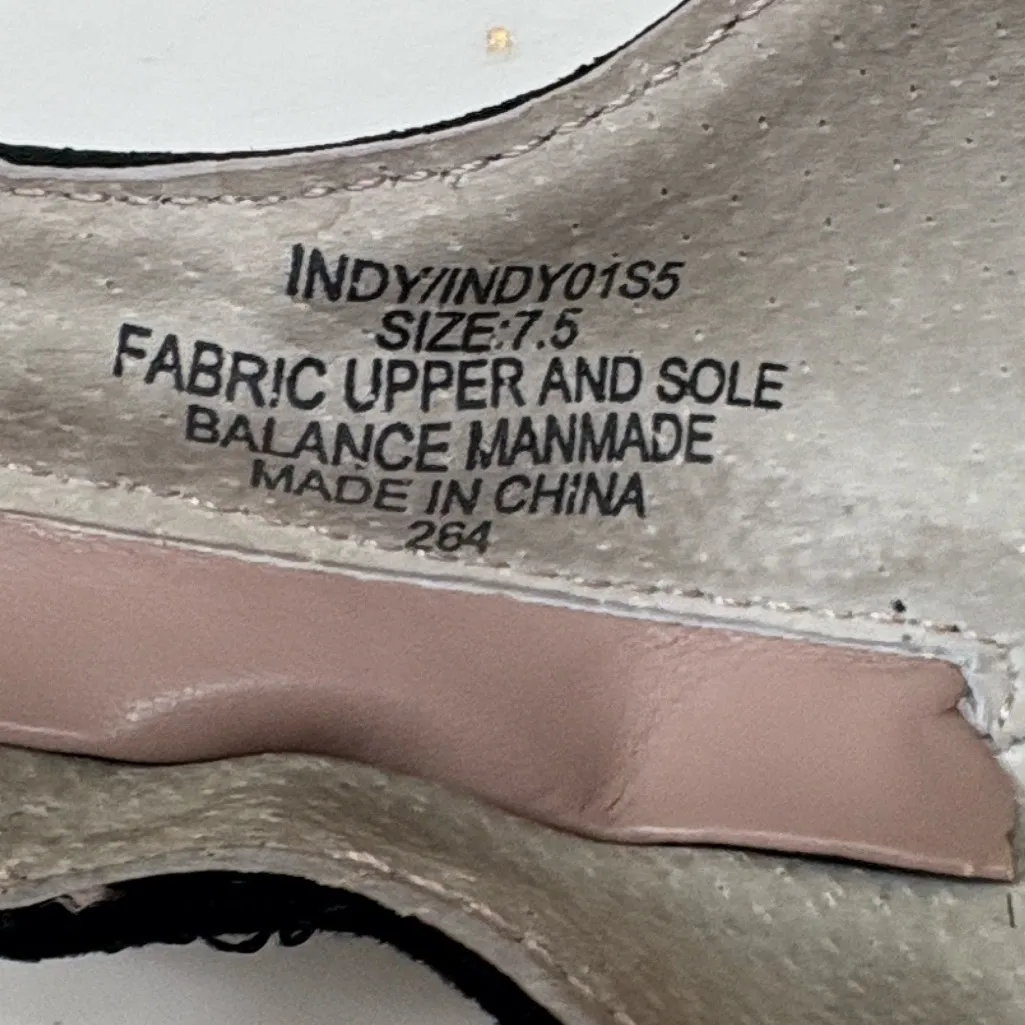 INDY/INDY01S5
SIZE:7.5
FABRIC UPPER AND SOLE
BALANCE MANMADE
MADE IN CHINA
264